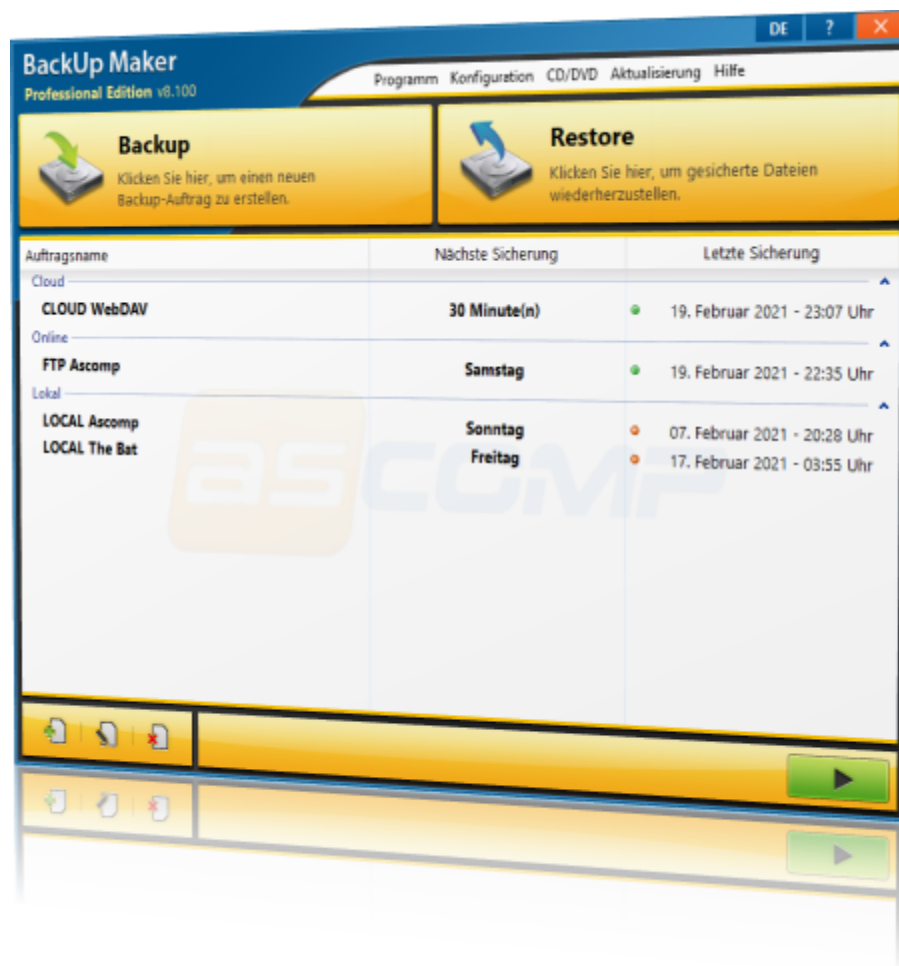 DE ?
BackUp Maker
Professional Edition v8.100
Programm Konfiguration CD/DVD Aktualisierung Hilfe
Backup
Klicken Sie hier, um einen neuen
Backup-Auftrag zu erstellen.
Restore
Klicken Sie hier, um gesicherte Dateien
wiederherzustellen.
Auftragsname Nächste Sicherung Letzte Sicherung
Cloud
CLOUD WebDAV 30 Minute(n) 19. Februar 2021 - 23:07 Uhr
Online
FTP Ascomp Samstag 19. Februar 2021 - 22:35 Uhr
Lokal
LOCAL Ascomp Sonntag 07. Februar 2021 - 20:28 Uhr
LOCAL The Bat Freitag 17. Februar 2021 - 03:55 Uhr
asCOMP